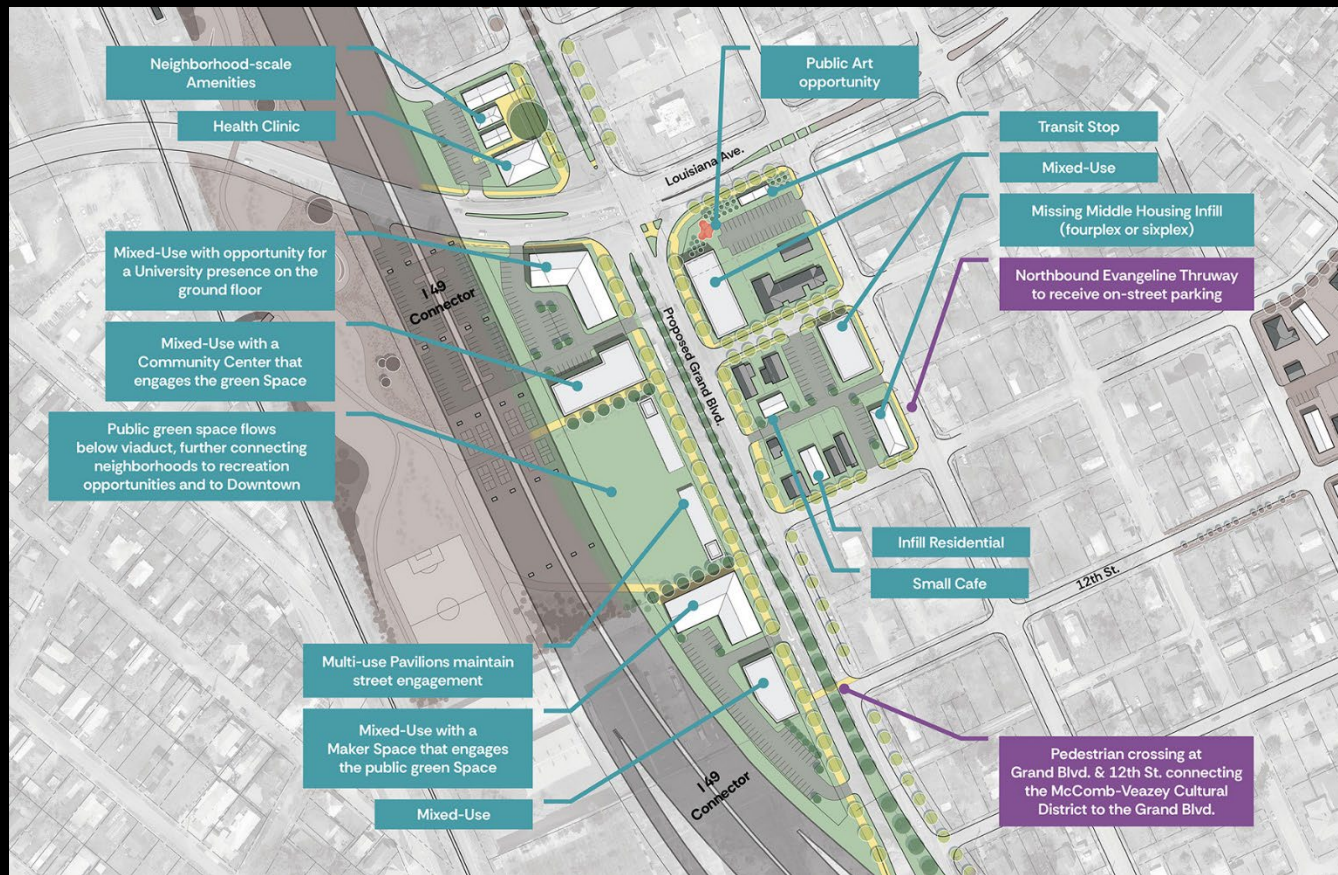 Neighborhood-scale
Amenities
Health Clinic
Mixed-Use with opportunity for
a University presence on the
ground floor
Mixed-Use with a
Community Center that
engages the green Space
Public green space flows
below viaduct, further connecting
neighborhoods to recreation
opportunities and to Downtown
Multi-use Pavilions maintain
street engagement
Mixed-Use with a
Maker Space that engages
the public green Space
Mixed-Use
I 49
Connector
I 49
Connector
Louisiana Ave.
Proposed Grand Blvd.
12th St.
Public Art
opportunity
Transit Stop
Mixed-Use
Missing Middle Housing Infill
(fourplex or sixplex)
Northbound Evangeline Thruway
to receive on-street parking
Infill Residential
Small Cafe
Pedestrian crossing at
Grand Blvd. & 12th St. connecting
the McComb-Veazey Cultural
District to the Grand Blvd.